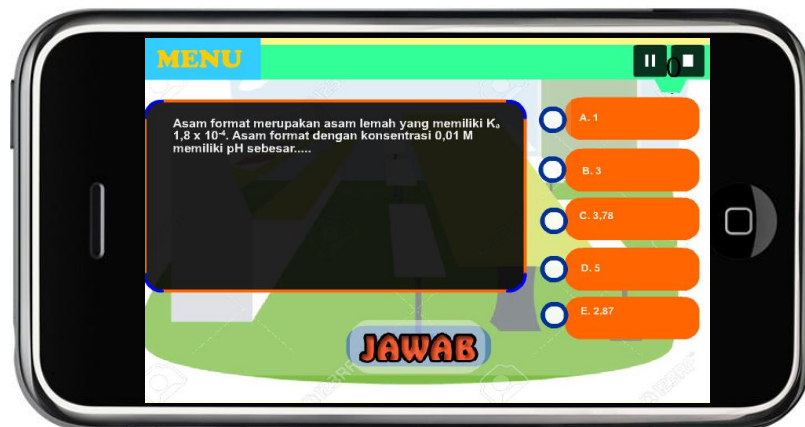 MENU
0
Asam format merupakan asam lemah yang memiliki Kₐ
1,8 x 10⁻⁴. Asam format dengan konsentrasi 0,01 M
memiliki pH sebesar.....
A. 1
B. 3
C. 3,78
D. 5
E. 2,87
JAWAB